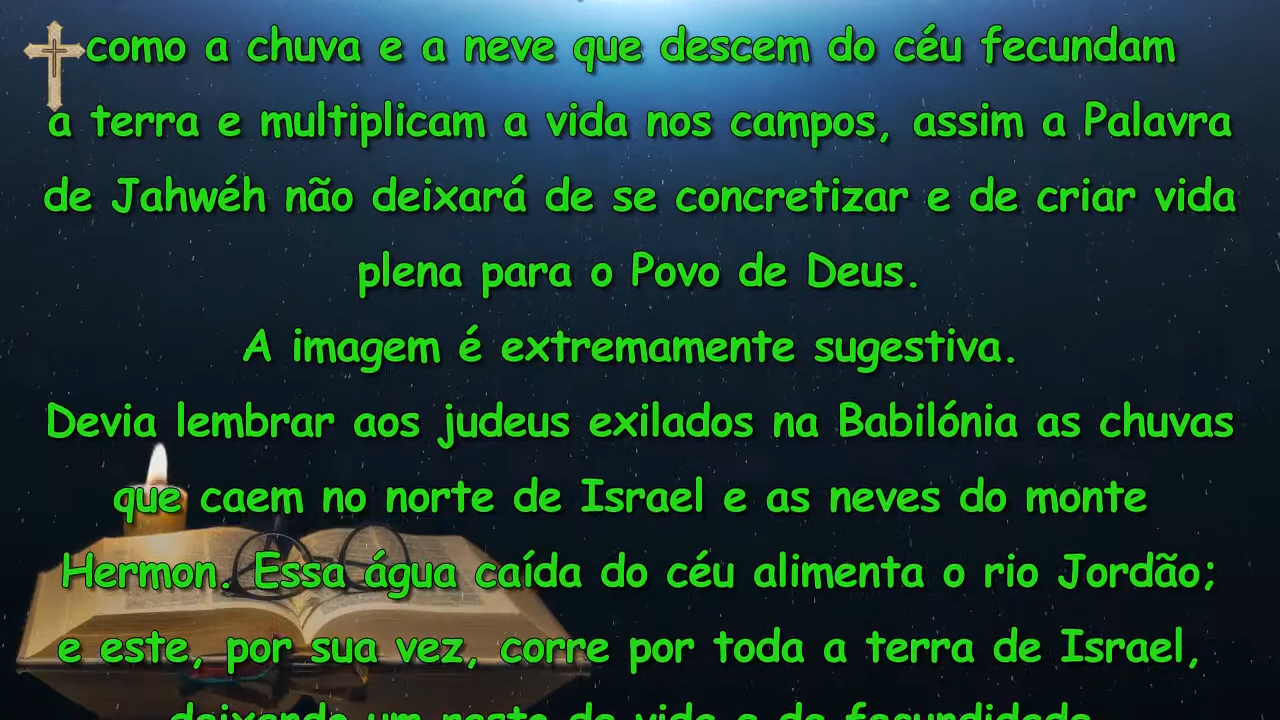 como a chuva e a neve que descem do céu fecundam
a terra e multiplicam a vida nos campos, assim a Palavra
de Jahwéh não deixará de se concretizar e de criar vida
plena para o Povo de Deus.
A imagem é extremamente sugestiva.
Devia lembrar aos judeus exilados na Babilónia as chuvas
que caem no norte de Israel e as neves do monte
Hermon. Essa água caída do céu alimenta o rio Jordão;
e este, por sua vez, corre por toda a terra de Israel,
deixando um rasto de vida e de fecundidade